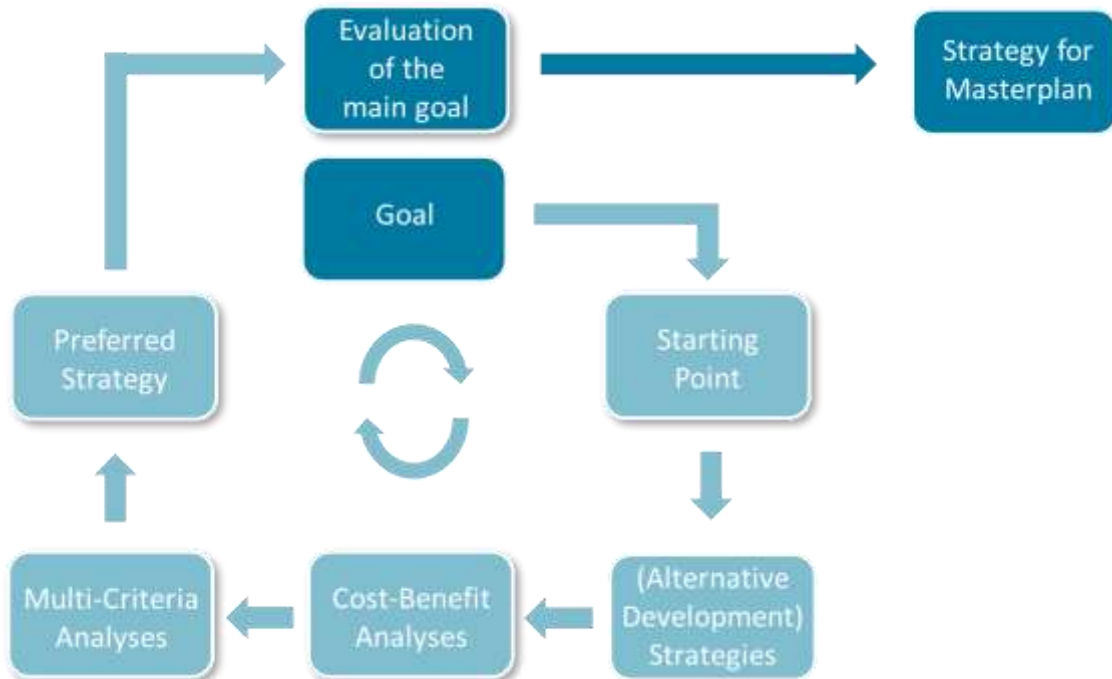 Evaluation
of the
main goal
Strategy for
Masterplan
Goal
Preferred
Strategy
Starting
Point
Multi-Criteria
Analyses
Cost-Benefit
Analyses
(Alternative
Development)
Strategies